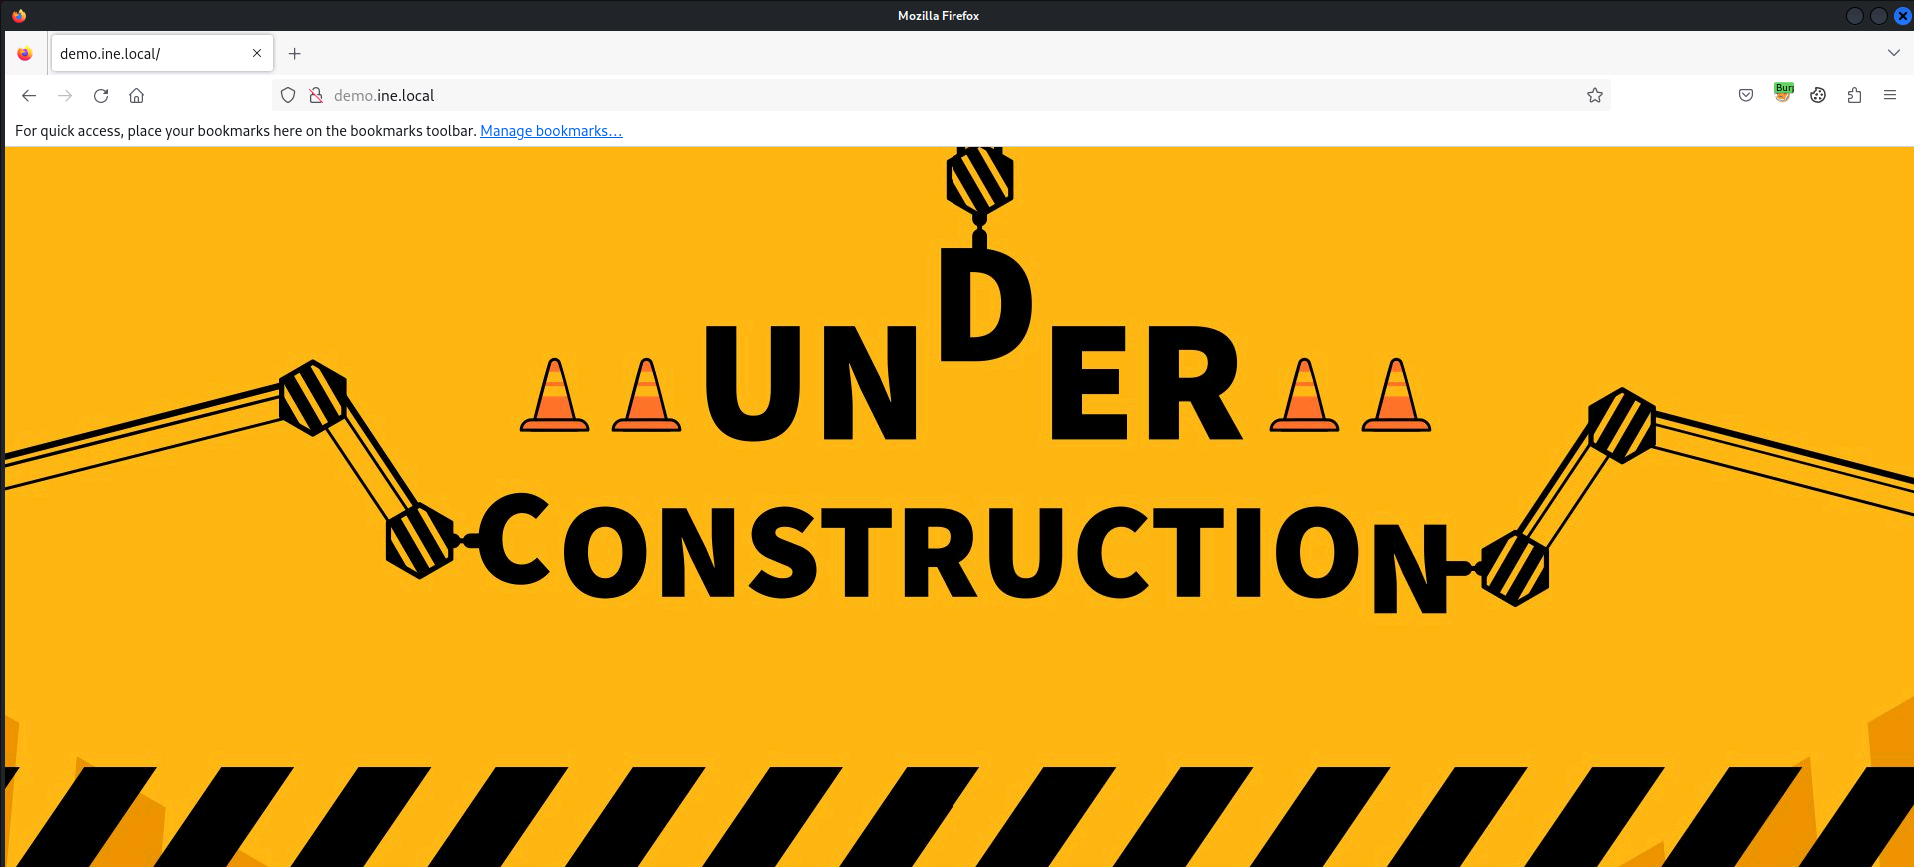 Mozilla Firefox
demo.ine.local/
demo.ine.local
For quick access, place your bookmarks here on the bookmarks toolbar. Manage bookmarks...
UNDER
CONSTRUCTION